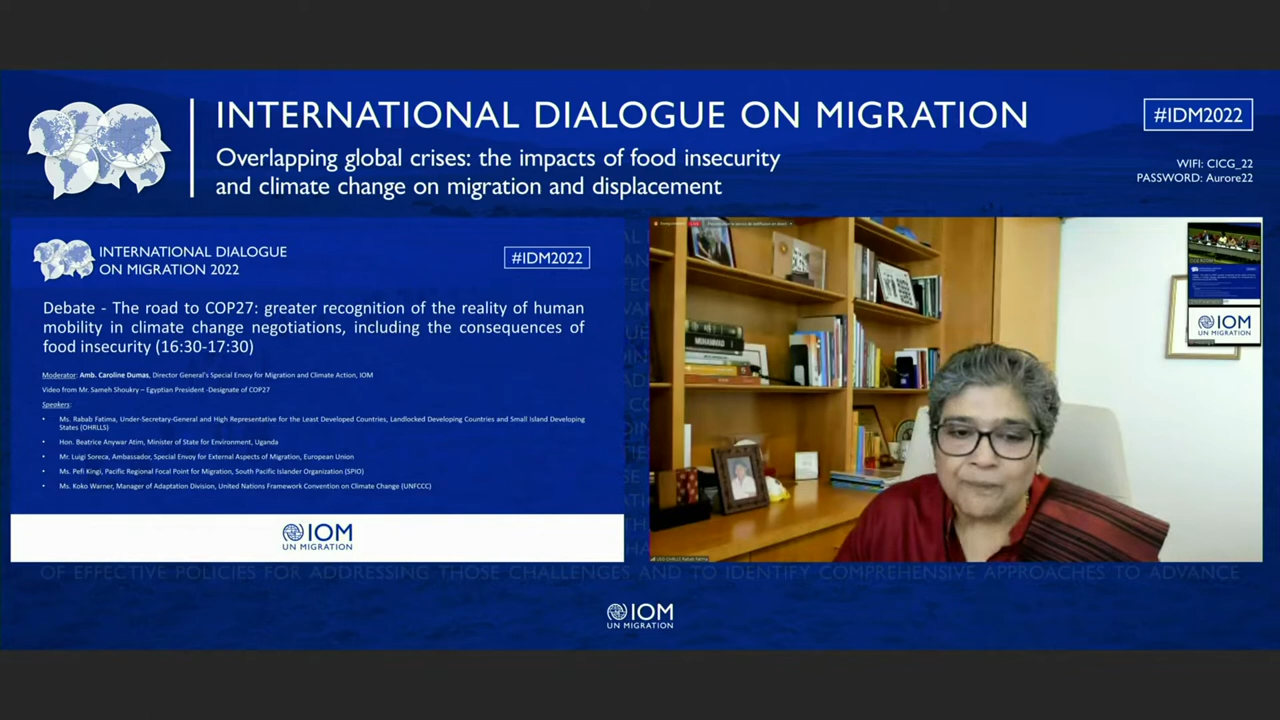 INTERNATIONAL DIALOGUE ON MIGRATION
Overlapping global crises: the impacts of food insecurity
and climate change on migration and displacement
#IDM2022
WIFI: CICG_22
PASSWORD: Aurore22
INTERNATIONAL DIALOGUE
ON MIGRATION 2022
#IDM2022
Debate - The road to COP27: greater recognition of the reality of human
mobility in climate change negotiations, including the consequences of
food insecurity (16:30-17:30)
Moderator: Amb. Caroline Dumas, Director General's Special Envoy for Migration and Climate Action, IOM
Video from Mr. Sameh Shoukry – Egyptian President -Designate of COP27
Speakers:
• Ms. Rabab Fatima, Under-Secretary-General and High Representative for the Least Developed Countries, Landlocked Developing Countries and Small Island Developing
States (OHRLLS)
• Hon. Beatrice Anywar Atim, Minister of State for Environment, Uganda
• Mr. Luigi Soreca, Ambassador, Special Envoy for External Aspects of Migration, European Union
• Ms. Pefi Kingi, Pacific Regional Focal Point for Migration, South Pacific Islander Organization (SPIO)
• Ms. Koko Warner, Manager of Adaptation Division, United Nations Framework Convention on Climate Change (UNFCCC)
IOM
UN MIGRATION
MUHAMMAD
IOM
UN MIGRATION
OF EFFECTIVE POLICIES FOR ADDRESSING THOSE CHALLENGES AND TO IDENTIFY COMPREHENSIVE APPROACHES TO ADVANCE
IOM
UN MIGRATION